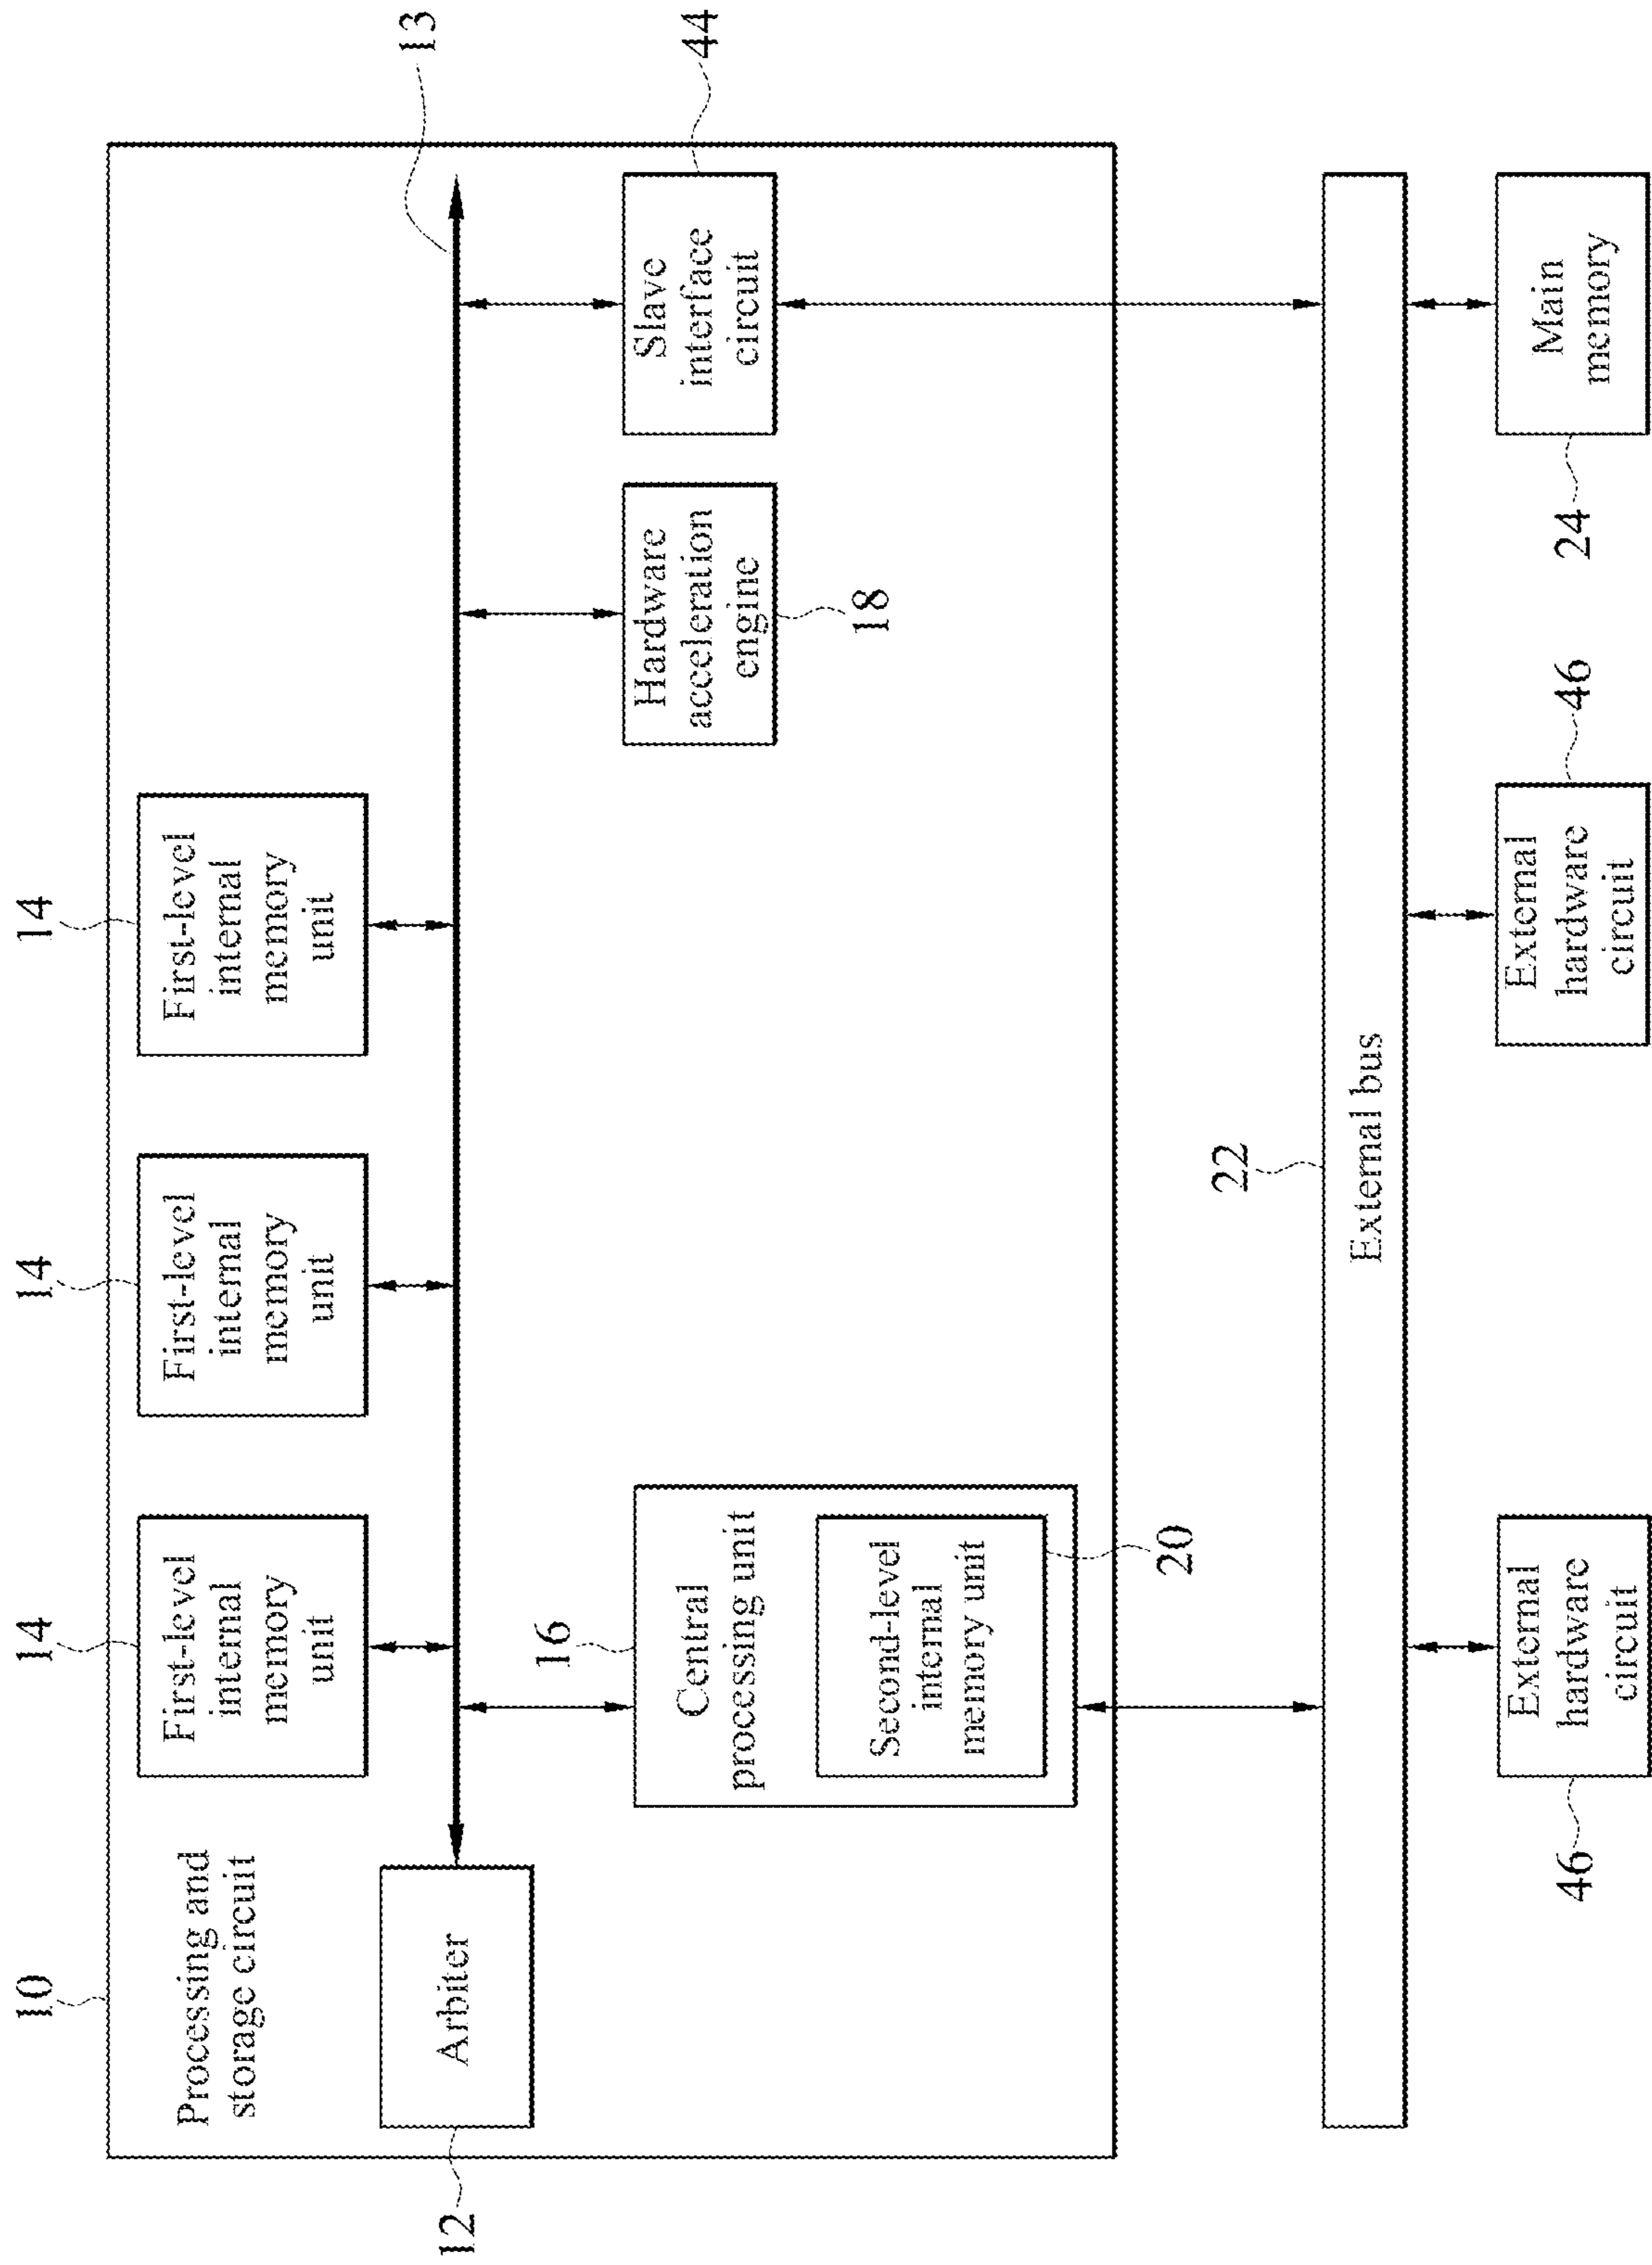 10
14
14
14
13
Processing and
storage circuit
First-level
internal
memory
unit
First-level
internal
memory
unit
First-level
internal
memory
unit
12
Arbiter
16
Central
processing unit
Second-level
internal
memory unit
20
Hardware
acceleration
engine
18
Slave
interface
circuit
44
22
External bus
External
hardware
circuit
46
External
hardware
circuit
46
Main
memory
24